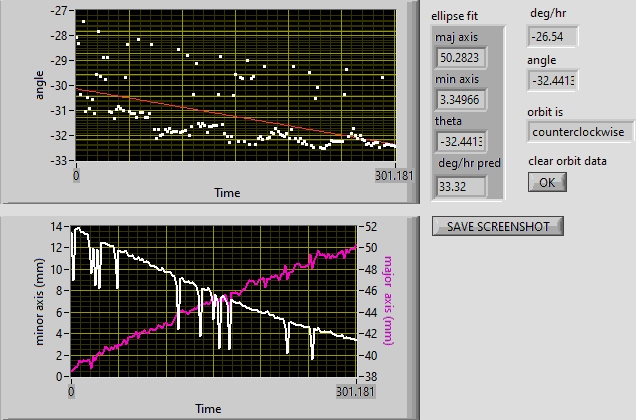 -27
-28
-29
-30
-31
-32
-33
angle
0
301.181
Time
ellipse fit
maj axis
50.2823
min axis
3.34966
theta
-32.4413
deg/hr pred
33.32
deg/hr
-26.54
angle
-32.4413
orbit is
counterclockwise
clear orbit data
OK
SAVE SCREENSHOT
14
12
10
8
6
4
2
0
minor axis (mm)
52
50
48
46
44
42
40
38
major axis (mm)
0
301.181
Time